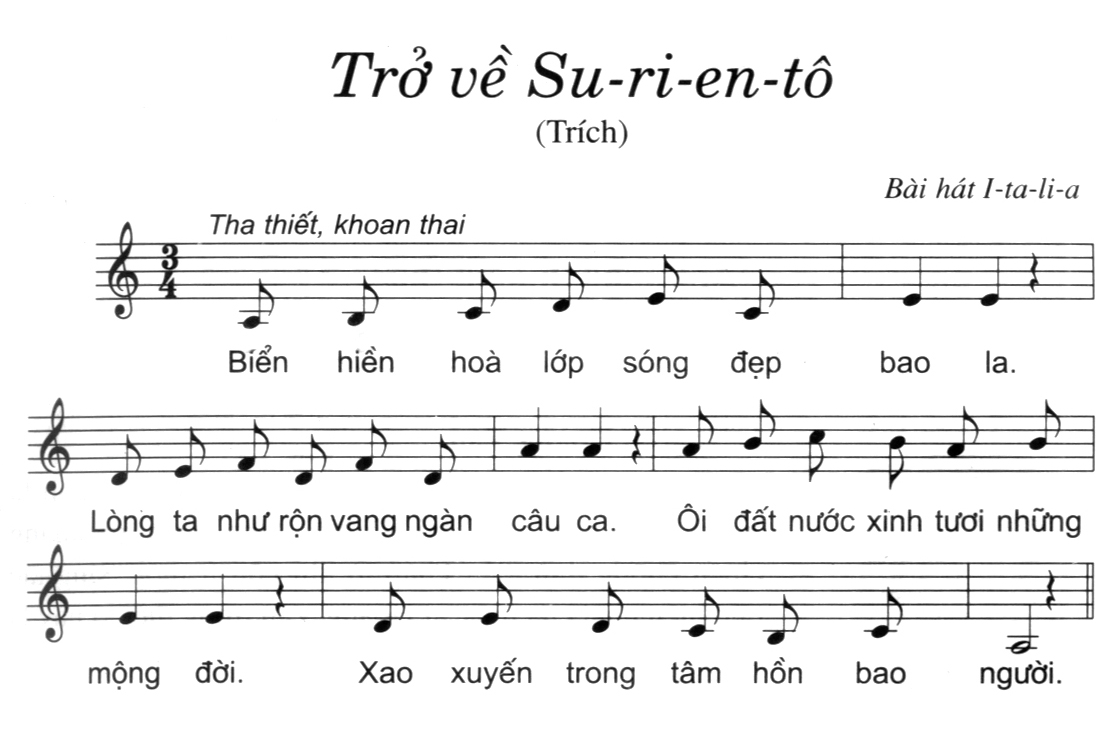 Trở về Su-ri-en-tô
(Trích)
Bài hát I-ta-li-a
Tha thiết, khoan thai
3
4
Biển hiền hoà lớp sóng đẹp bao la.
Lòng ta như rộn vang ngàn câu ca. Ôi đất nước xinh tươi những
mộng đời. Xao xuyến trong tâm hồn bao người.